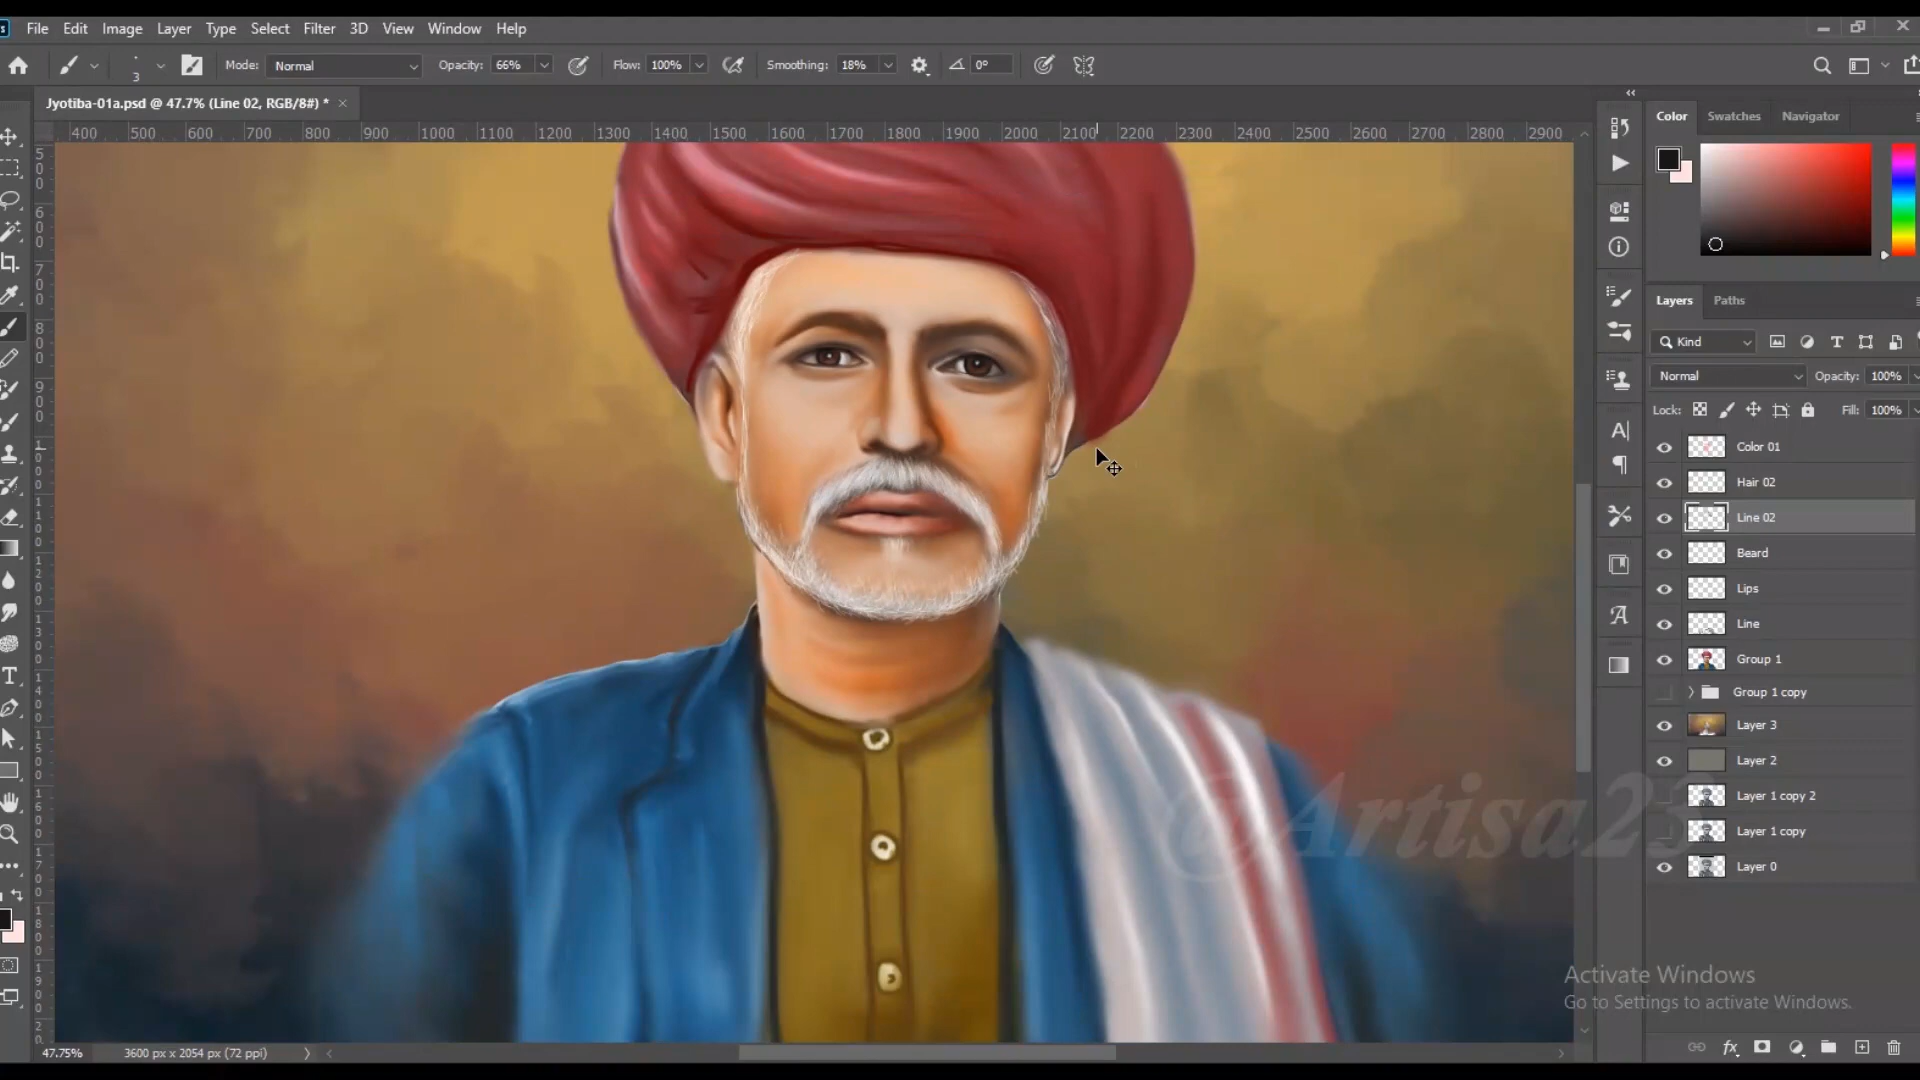 File Edit Image Layer Type Select Filter 3D View Window Help
3 Mode: Normal Opacity: 66% Flow: 100% Smoothing: 18% 0°
Jyotiba-01a.psd @ 47.7% (Line 02, RGB/8#) * ×
400 500 600 700 800 900 1000 1100 1200 1300 1400 1500 1600 1700 1800 1900 2000 2100 2200 2300 2400 2500 2600 2700 2800 2900
Color Swatches Navigator
Layers Paths
Kind
Normal Opacity: 100%
Lock: Fill: 100%
Color 01
Hair 02
Line 02
Beard
Lips
Line
Group 1
Group 1 copy
Layer 3
Layer 2
Layer 1 copy 2
Layer 1 copy
Layer 0
@Artisa23
Activate Windows
Go to Settings to activate Windows.
47.75% 3600 px x 2054 px (72 ppi)